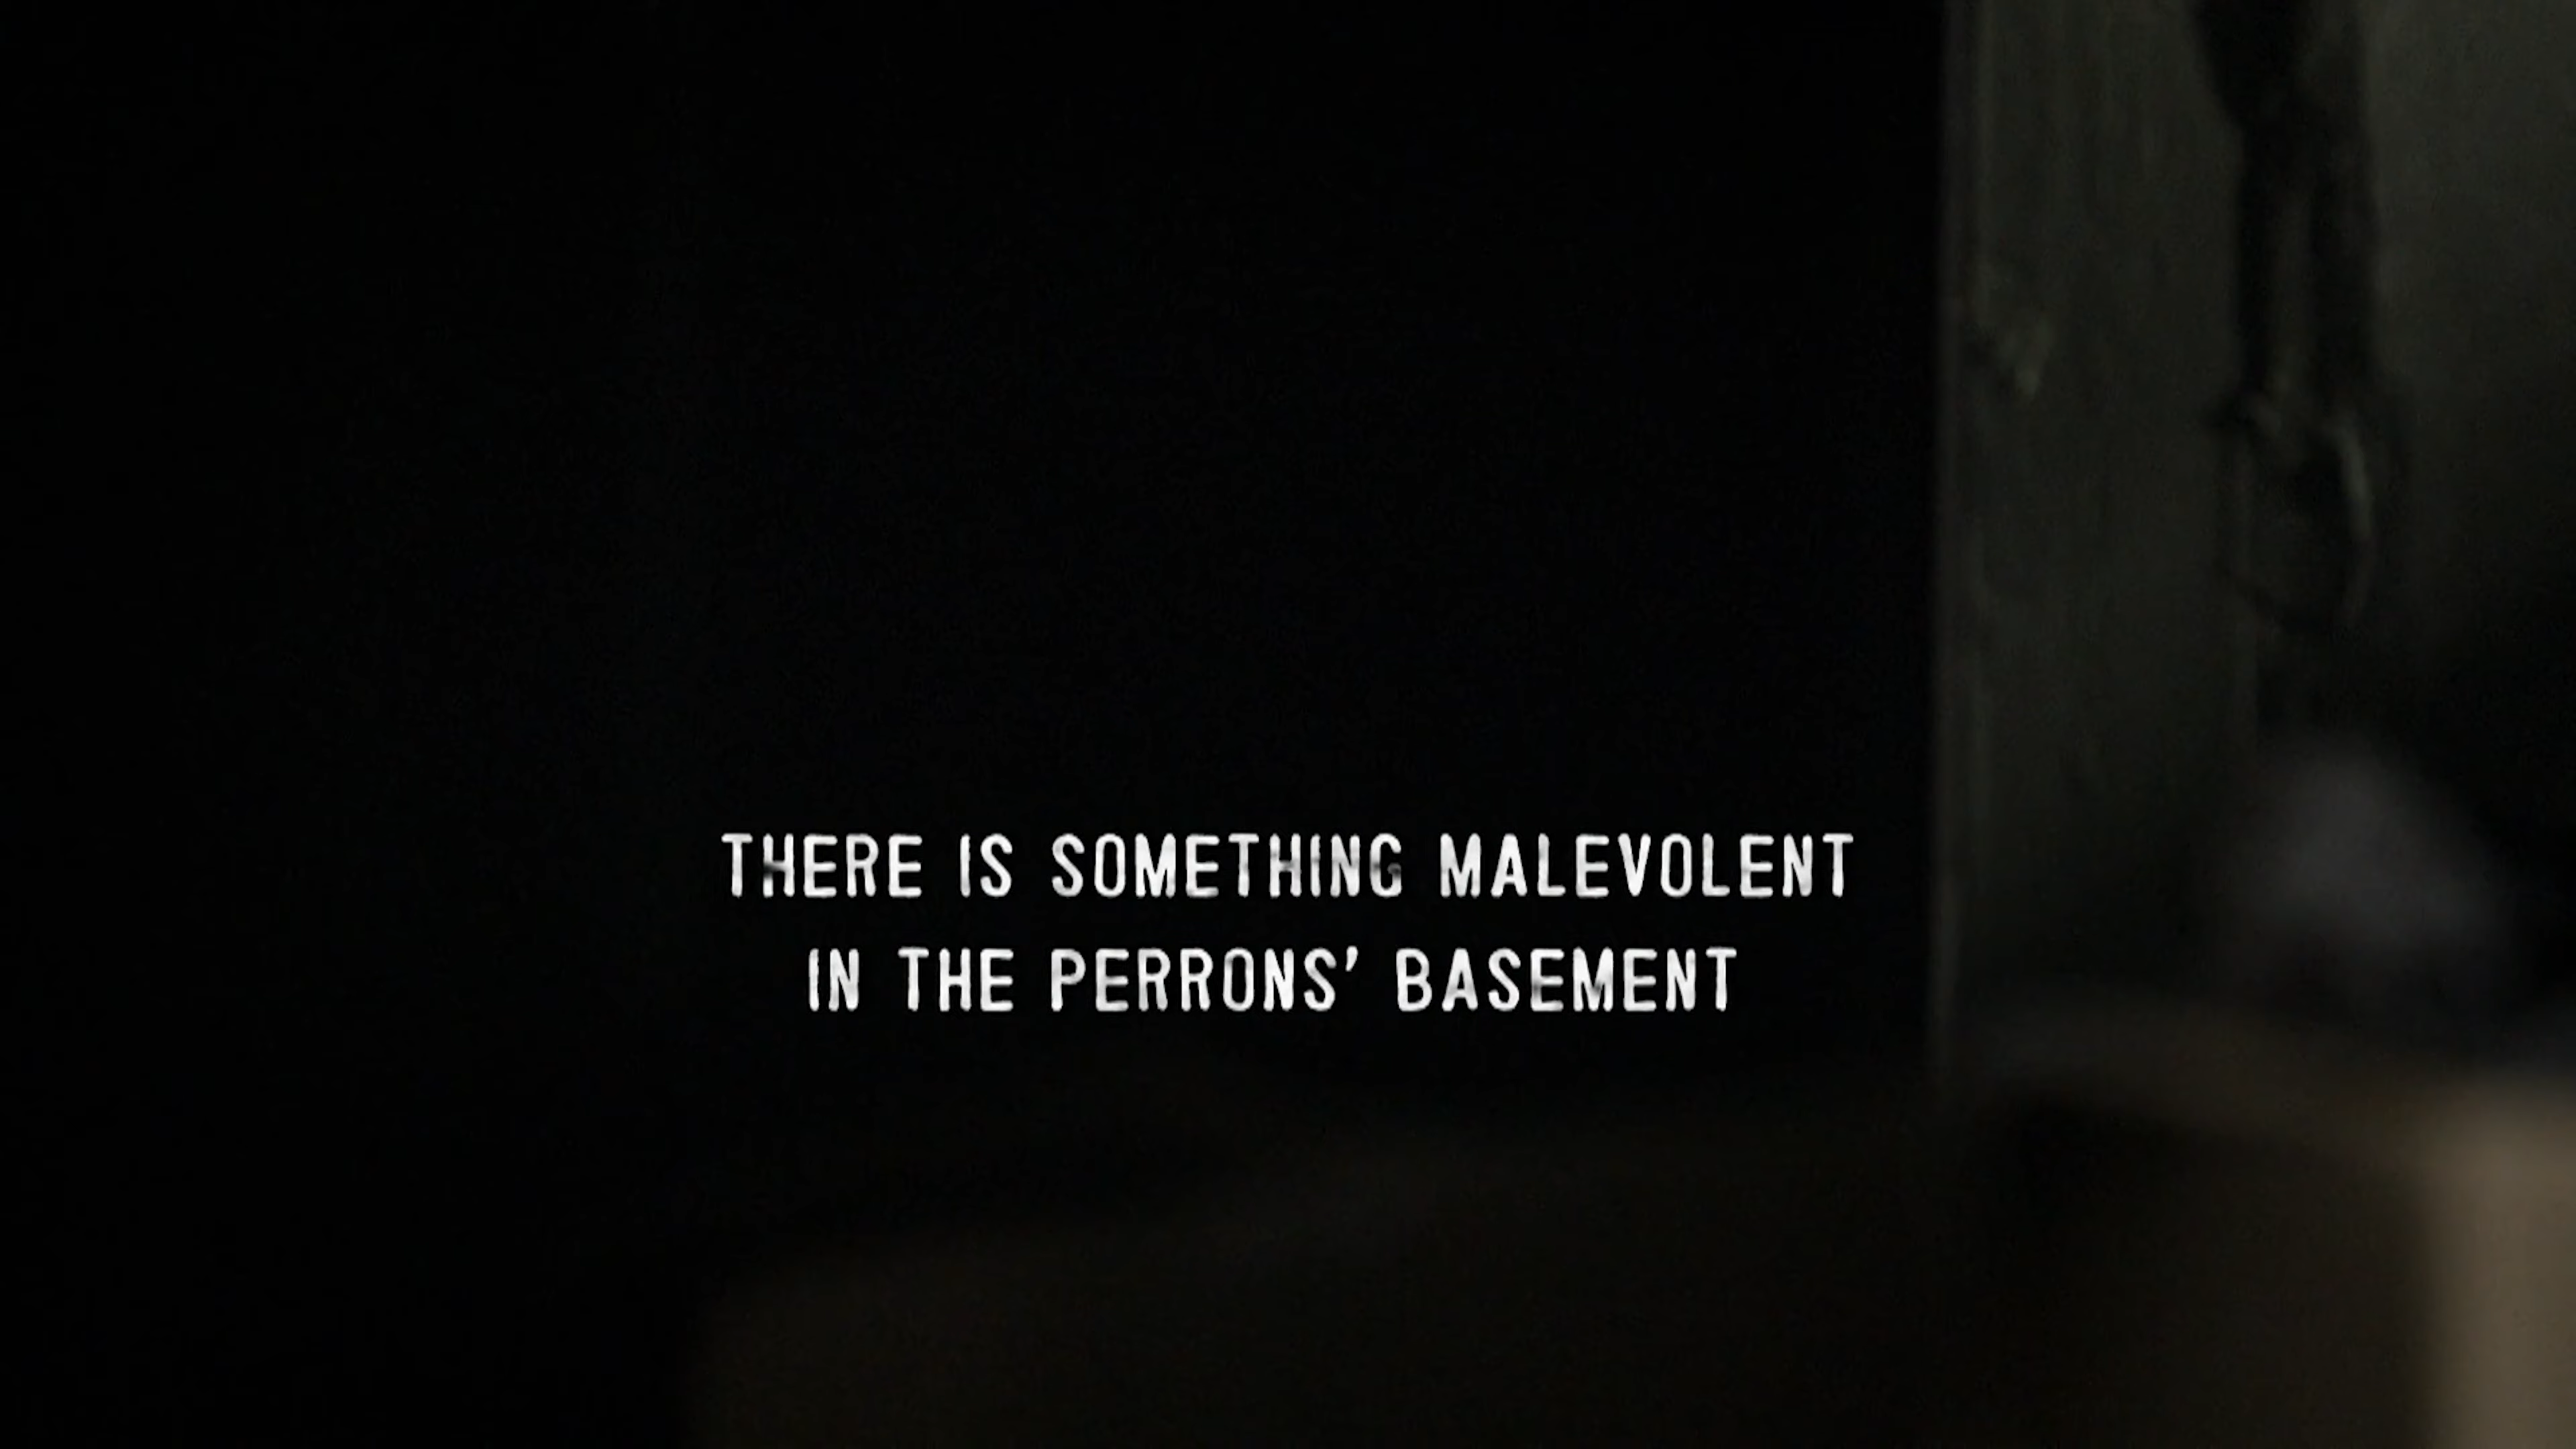 THERE IS SOMETHING MALEVOLENT
IN THE PERRONS’ BASEMENT